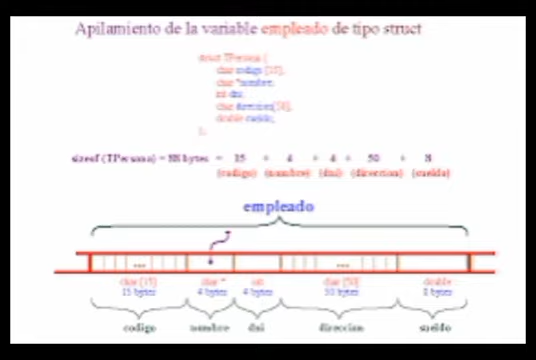 Apilamiento de la variable empleado de tipo struct
struct TPersona {
char codigo [15];
char *nombre;
int dni;
char direccion[50];
double sueldo;
};
sizeof (TPersona) = 88 bytes = 15 + 4 + 4 + 50 + 8
(codigo) (nombre) (dni) (direccion) (sueldo)
empleado
... ...
char [15] char * int char [50] double
15 bytes 4 bytes 4 bytes 50 bytes 8 bytes
codigo nombre dni direccion sueldo